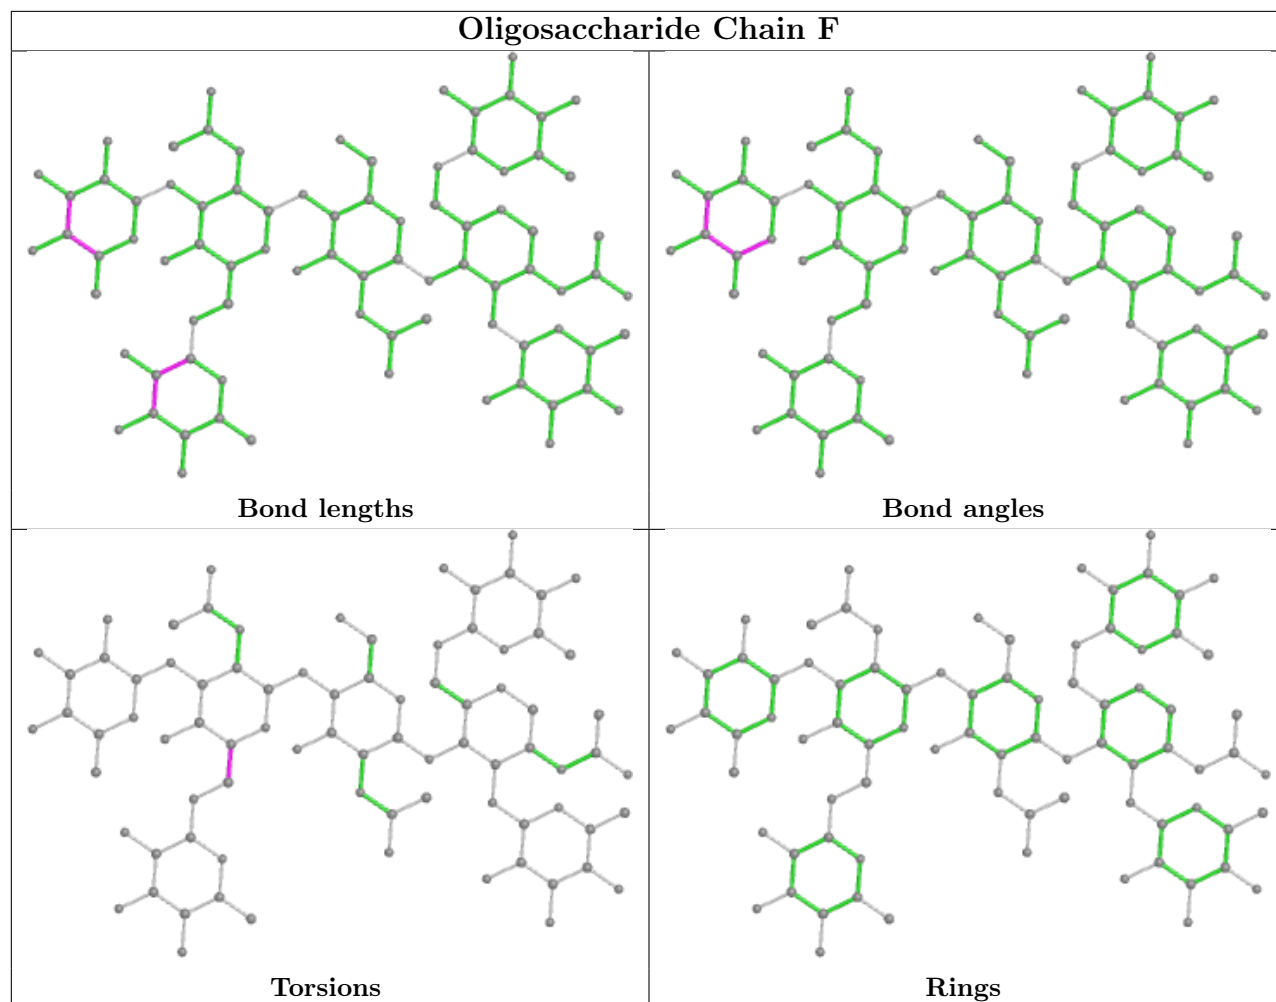 Oligosaccharide Chain F
Bond lengths
Bond angles
Torsions
Rings